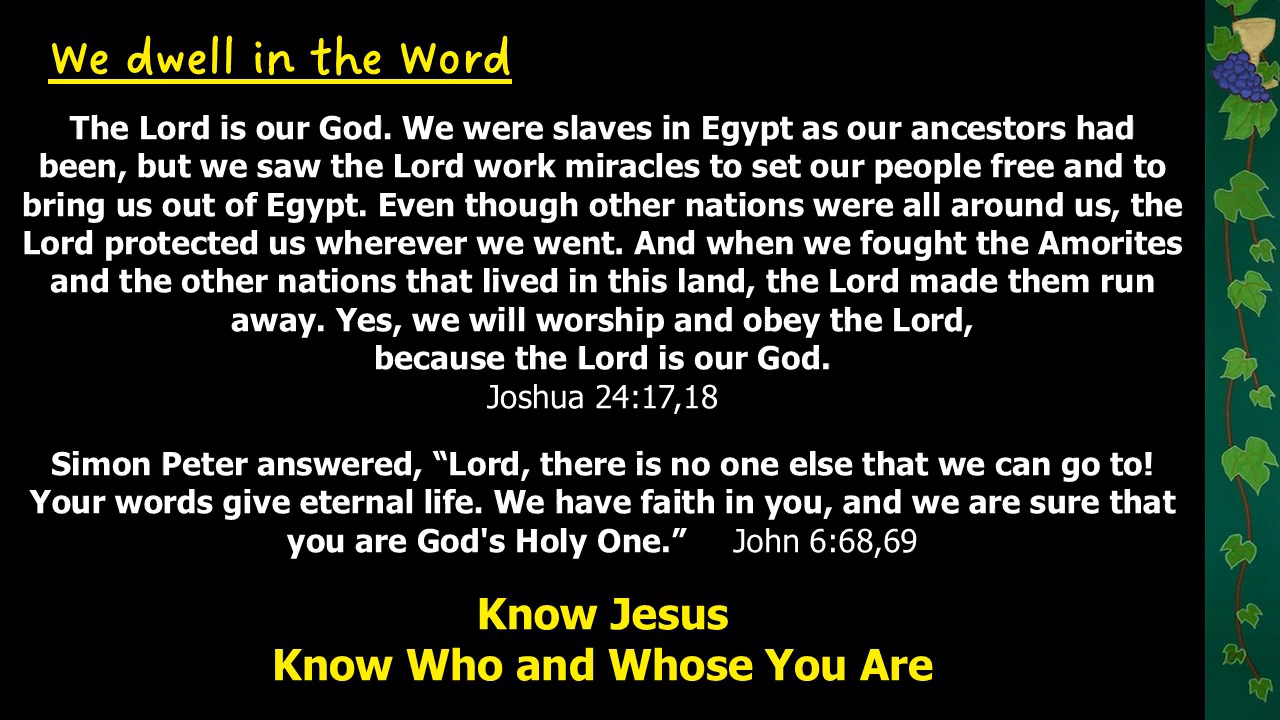 We dwell in the Word
The Lord is our God. We were slaves in Egypt as our ancestors had
been, but we saw the Lord work miracles to set our people free and to
bring us out of Egypt. Even though other nations were all around us, the
Lord protected us wherever we went. And when we fought the Amorites
and the other nations that lived in this land, the Lord made them run
away. Yes, we will worship and obey the Lord,
because the Lord is our God.
Joshua 24:17,18
Simon Peter answered, “Lord, there is no one else that we can go to!
Your words give eternal life. We have faith in you, and we are sure that
you are God's Holy One.” John 6:68,69
Know Jesus
Know Who and Whose You Are